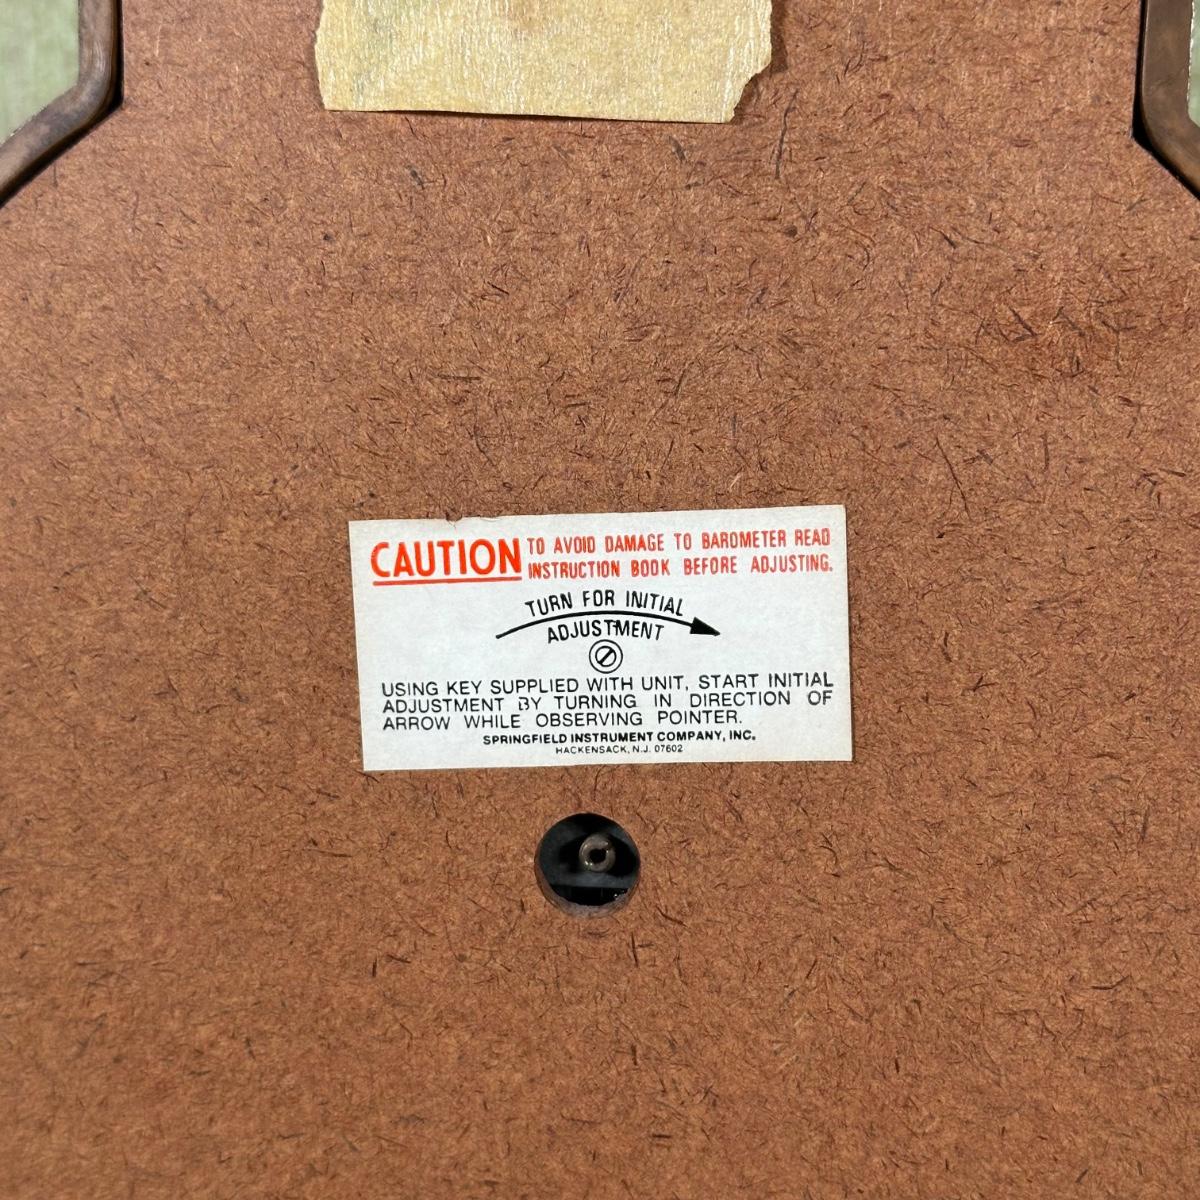 CAUTION TO AVOID DAMAGE TO BAROMETER READ
INSTRUCTION BOOK BEFORE ADJUSTING.
TURN FOR INITIAL
ADJUSTMENT
USING KEY SUPPLIED WITH UNIT, START INITIAL
ADJUSTMENT BY TURNING IN DIRECTION OF
ARROW WHILE OBSERVING POINTER.
SPRINGFIELD INSTRUMENT COMPANY, INC.
HACKENSACK, N.J. 07602